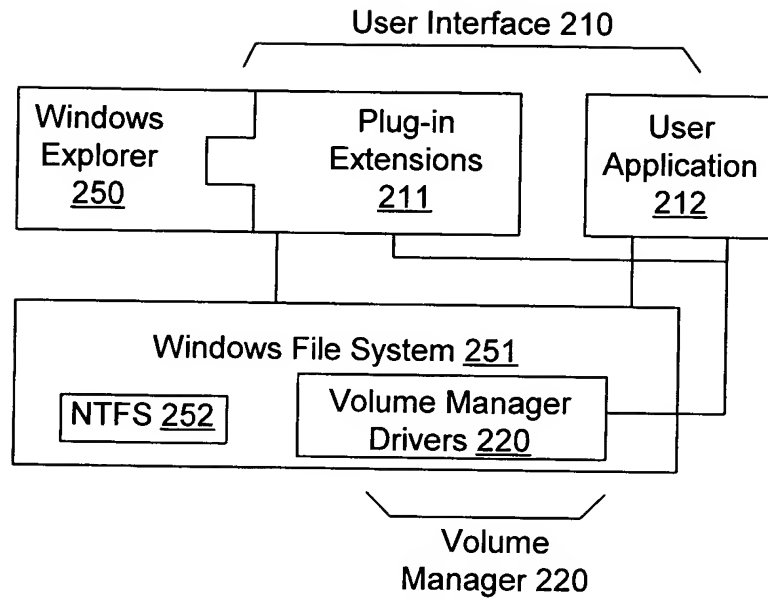 User Interface 210
Windows
Explorer
250
Plug-in
Extensions
211
User
Application
212
Windows File System 251
NTFS 252
Volume Manager
Drivers 220
Volume
Manager 220